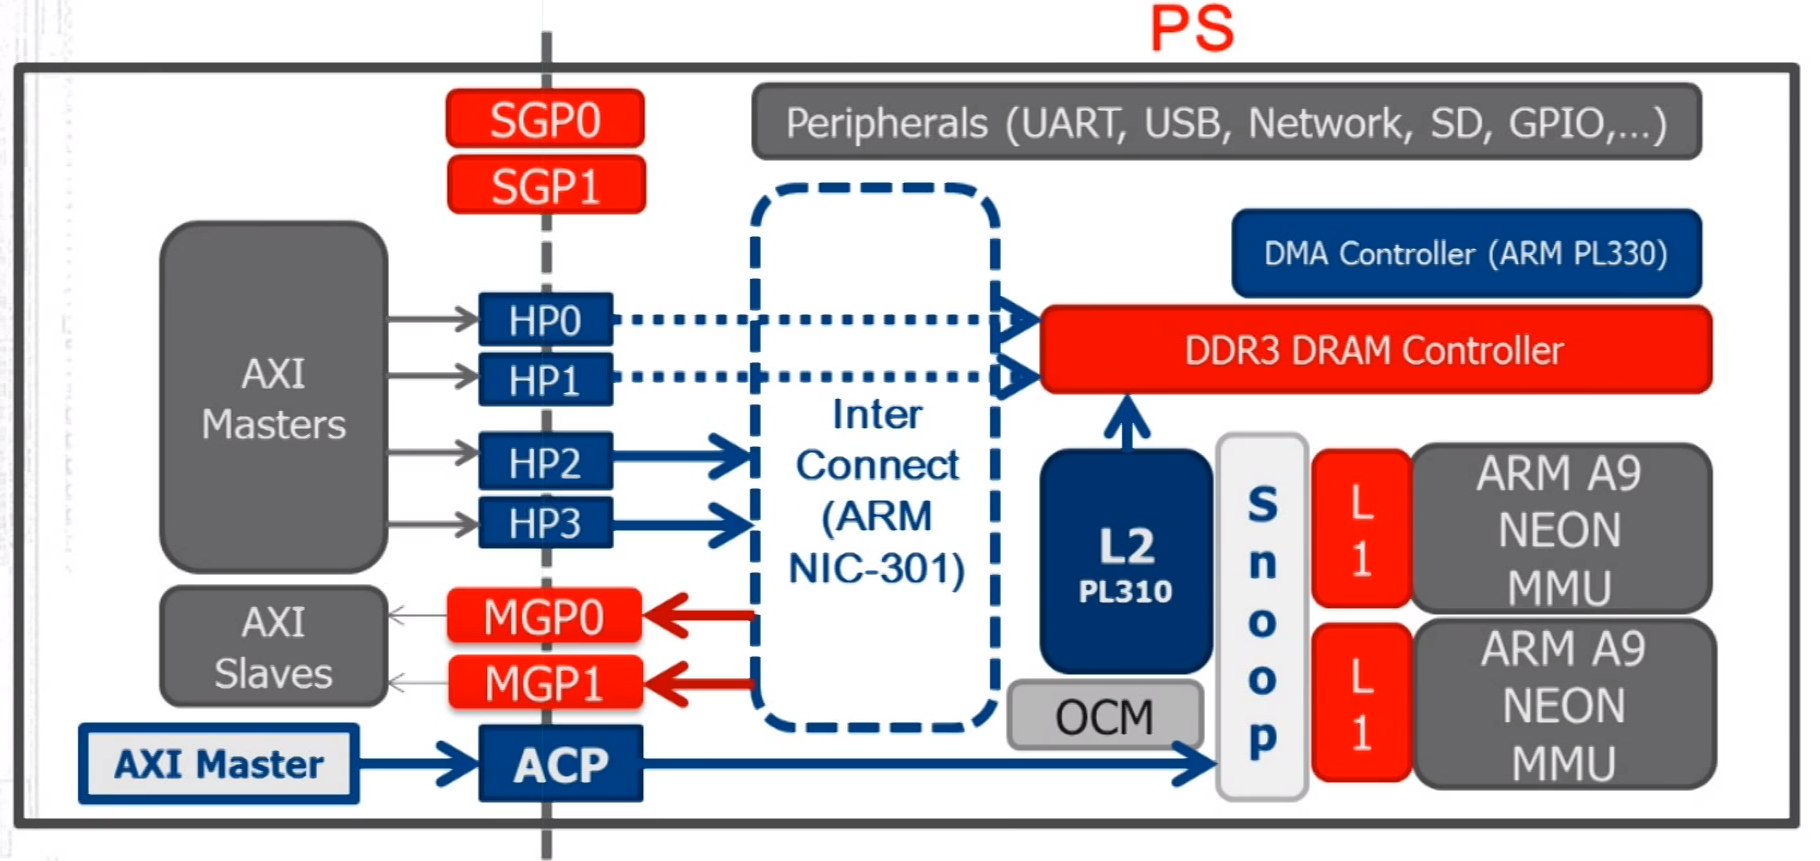 PS
SGP0
SGP1
Peripherals (UART, USB, Network, SD, GPIO,...)
DMA Controller (ARM PL330)
AXI
Masters
HP0
HP1
HP2
HP3
Inter
Connect
(ARM
NIC-301)
DDR3 DRAM Controller
L2
PL310
S
n
o
o
p
L
1
ARM A9
NEON
MMU
L
1
ARM A9
NEON
MMU
AXI
Slaves
MGP0
MGP1
OCM
AXI Master
ACP